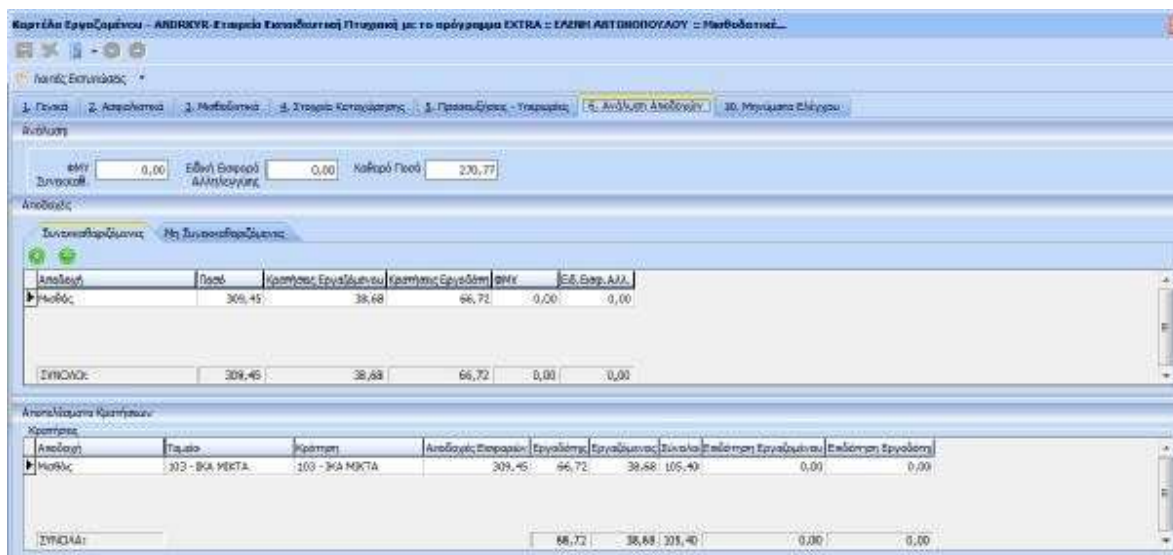 Καρτέλα Εργαζομένου - ANDRKYR-Εταιρεία Εκπαιδευτική Πτυχιακή με το πρόγραμμα EXTRA :: ΕΛΕΝΗ ΑΝΤΩΝΟΠΟΥΛΟΥ :: Μισθοδοτικέ...
Λοιπές Εκτυπώσεις
1. Γενικά 2. Ασφαλιστικά 3. Μισθοδοτικά 4. Στοιχεία Καταχώρησης 5. Προσαυξήσεις - Υπερωρίες 6. Ανάλυση Αποδοχών 10. Μηνύματα Ελέγχου
Ανάλυση
ΦΜΥ Συνεκκαθ. 0,00 Ειδική Εισφορά Αλληλεγγύης 0,00 Καθαρό Ποσό 270,77
Αποδοχές
Συνεκκαθαριζόμενες Μη Συνεκκαθαριζόμενες
Αποδοχή Ποσό Κρατήσεις Εργαζόμενου Κρατήσεις Εργοδότη ΦΜΥ Ειδ.Εισφ.Αλλ.
Μισθός 309,45 38,68 66,72 0,00 0,00
ΣΥΝΟΛΟ: 309,45 38,68 66,72 0,00 0,00
Αποτελέσματα Κρατήσεων
Κρατήσεις
Αποδοχή Ταμείο Κράτηση Αποδοχές Εισφορών Εργοδότης Εργαζόμενος Σύνολο Επιδότηση Εργαζόμενου Επιδότηση Εργοδότη
Μισθός 103 - ΙΚΑ ΜΙΚΤΑ 103 - ΙΚΑ ΜΙΚΤΑ 309,45 66,72 38,68 105,40 0,00 0,00
ΣΥΝΟΛΑ: 66,72 38,68 105,40 0,00 0,00